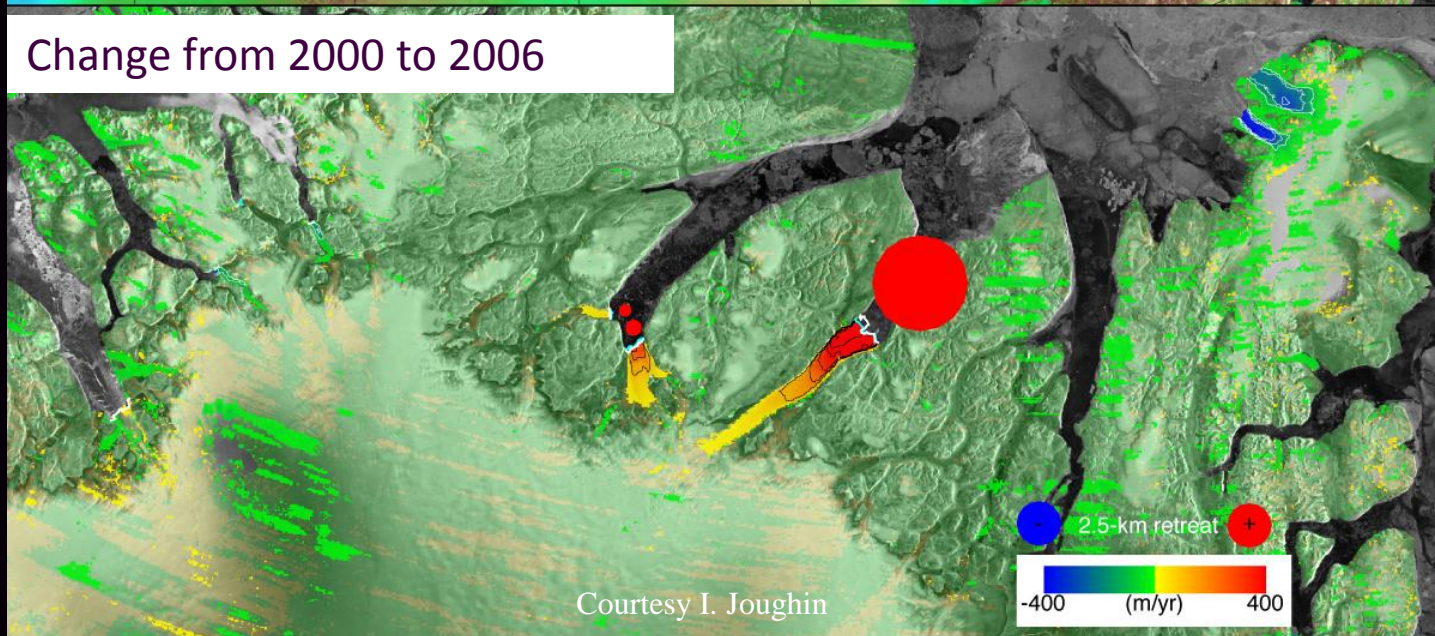 Change from 2000 to 2006
- 2.5-km retreat +
-400 (m/yr) 400
Courtesy I. Joughin